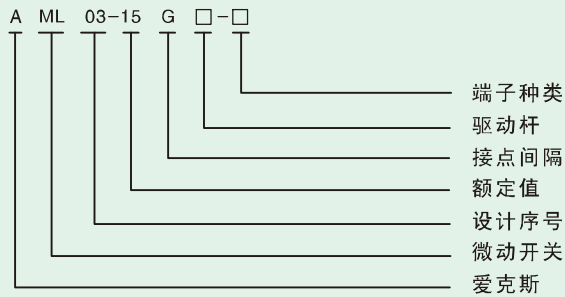 A ML 03-15 G □-□
端子种类
驱动杆
接点间隔
额定值
设计序号
微动开关
爱克斯